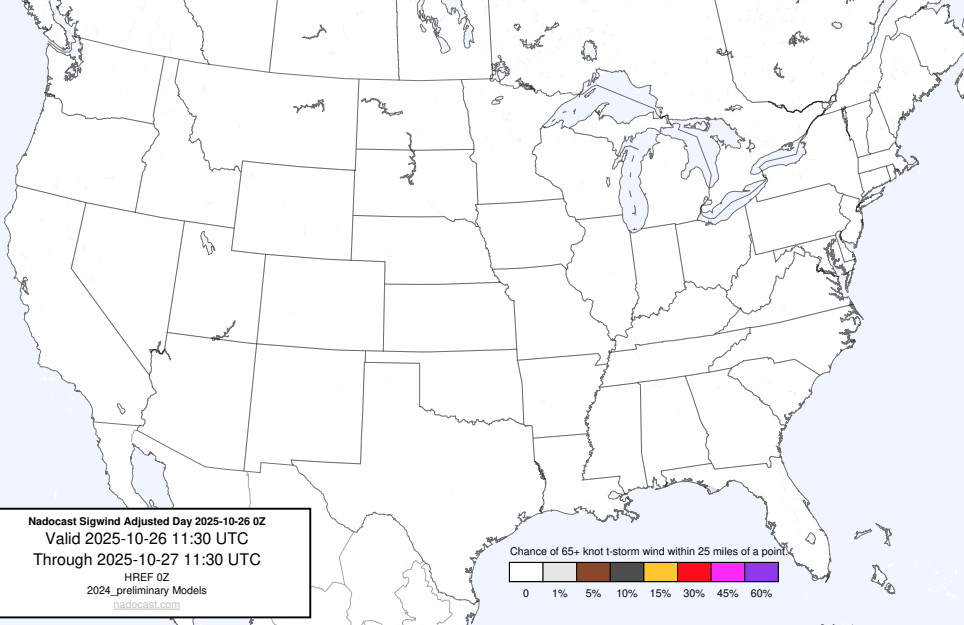 Nadocast Sigwind Adjusted Day 2025-10-26 0Z
Valid 2025-10-26 11:30 UTC
Through 2025-10-27 11:30 UTC
HREF 0Z
2024_preliminary Models
nadocast.com
Chance of 65+ knot t-storm wind within 25 miles of a point.
0 1% 5% 10% 15% 30% 45% 60%